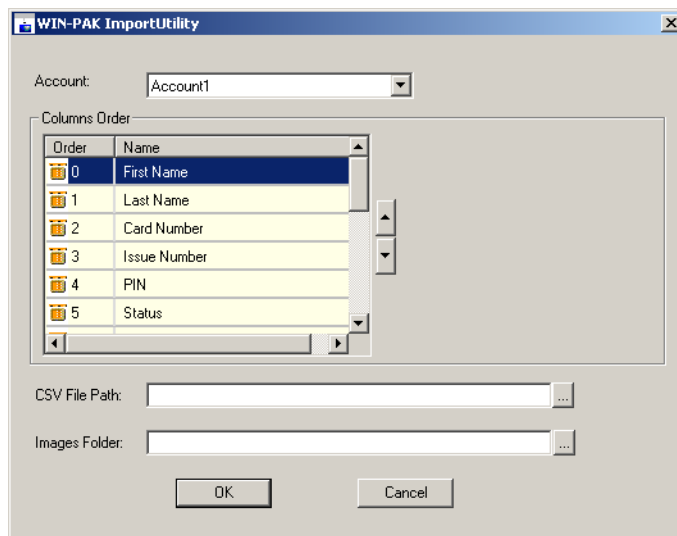 WIN-PAK ImportUtility
Account: Account1
Columns Order
Order Name
0 First Name
1 Last Name
2 Card Number
3 Issue Number
4 PIN
5 Status
CSV File Path: ...
Images Folder: ...
OK Cancel